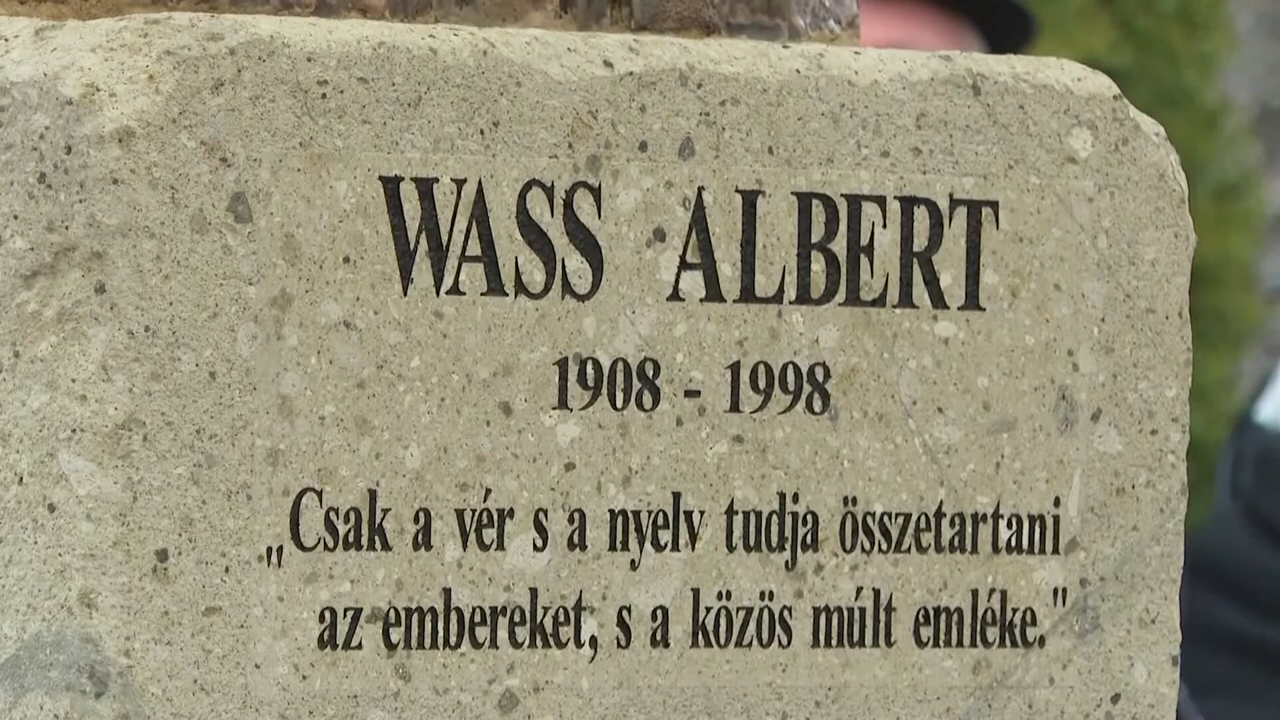 WASS ALBERT
1908 - 1998
„Csak a vér s a nyelv tudja összetartani
az embereket, s a közös múlt emléke."